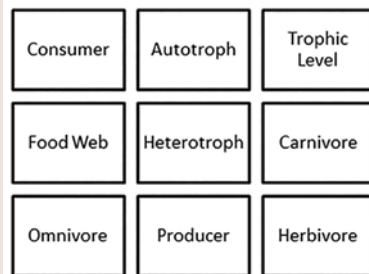 Consumer
Autotroph
Trophic
Level
Food Web
Heterotroph
Carnivore
Omnivore
Producer
Herbivore